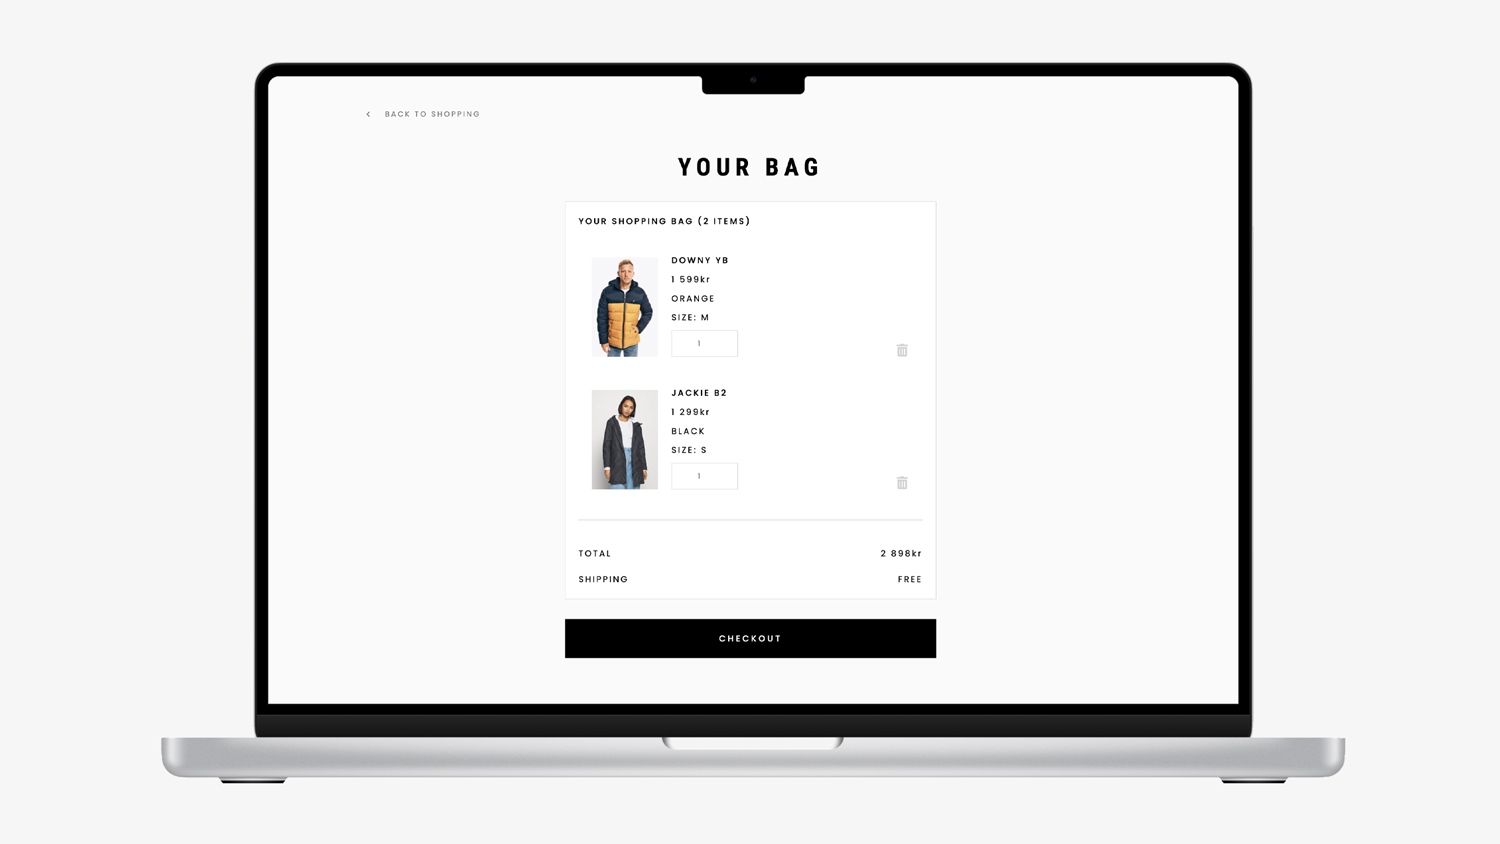 BACK TO SHOPPING
YOUR BAG
YOUR SHOPPING BAG (2 ITEMS)
DOWNY YB
1 599kr
ORANGE
SIZE: M
1
JACKIE B2
1 299kr
BLACK
SIZE: S
1
TOTAL 2 898kr
SHIPPING FREE
CHECKOUT